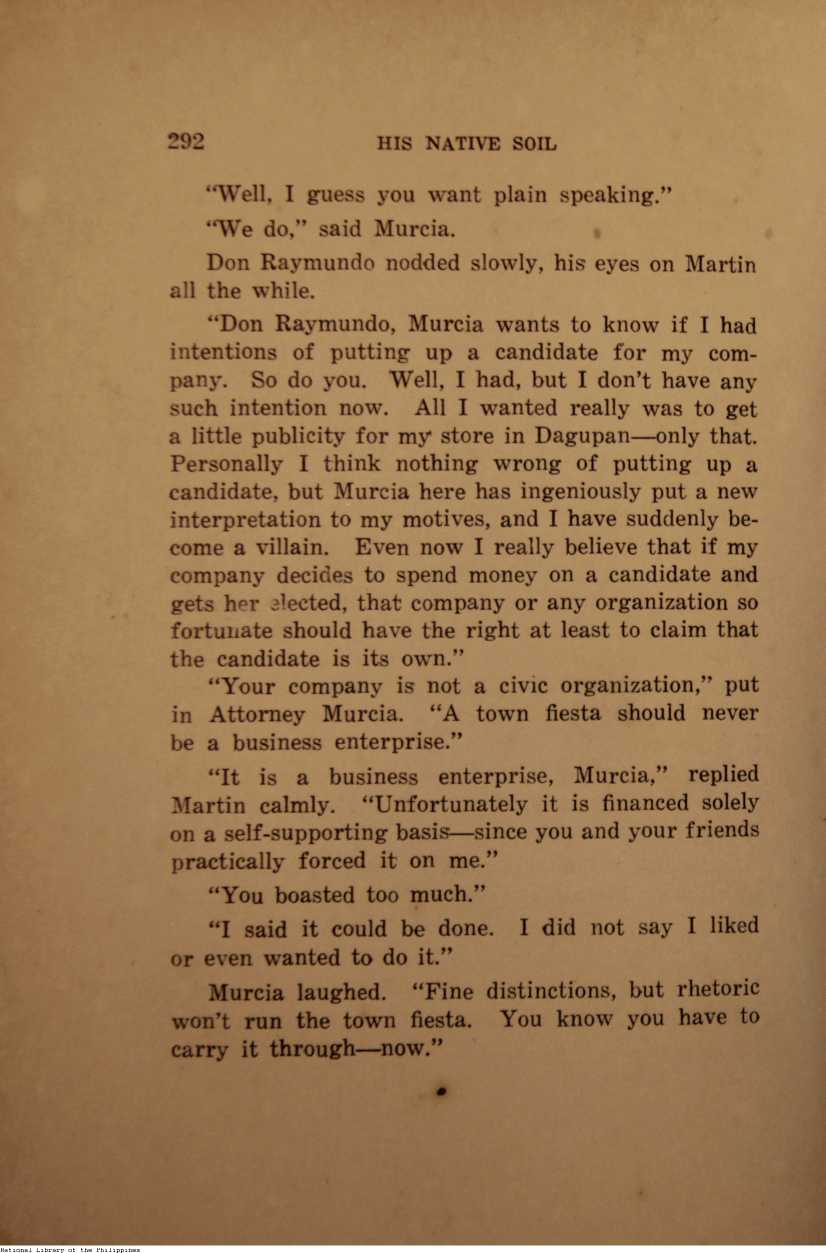 292 HIS NATIVE SOIL
“Well, I guess you want plain speaking.”
“We do,” said Murcia.
Don Raymundo nodded slowly, his eyes on Martin
all the while.
“Don Raymundo, Murcia wants to know if I had
intentions of putting up a candidate for my com-
pany. So do you. Well, I had, but I don’t have any
such intention now. All I wanted really was to get
a little publicity for my store in Dagupan—only that.
Personally I think nothing wrong of putting up a
candidate, but Murcia here has ingeniously put a new
interpretation to my motives, and I have suddenly be-
come a villain. Even now I really believe that if my
company decides to spend money on a candidate and
gets her elected, that company or any organization so
fortunate should have the right at least to claim that
the candidate is its own.”
“Your company is not a civic organization,” put
in Attorney Murcia. “A town fiesta should never
be a business enterprise.”
“It is a business enterprise, Murcia,” replied
Martin calmly. “Unfortunately it is financed solely
on a self-supporting basis—since you and your friends
practically forced it on me.”
“You boasted too much.”
“I said it could be done. I did not say I liked
or even wanted to do it.”
Murcia laughed. “Fine distinctions, but rhetoric
won’t run the town fiesta. You know you have to
carry it through—now.”
National Library of the Philippines